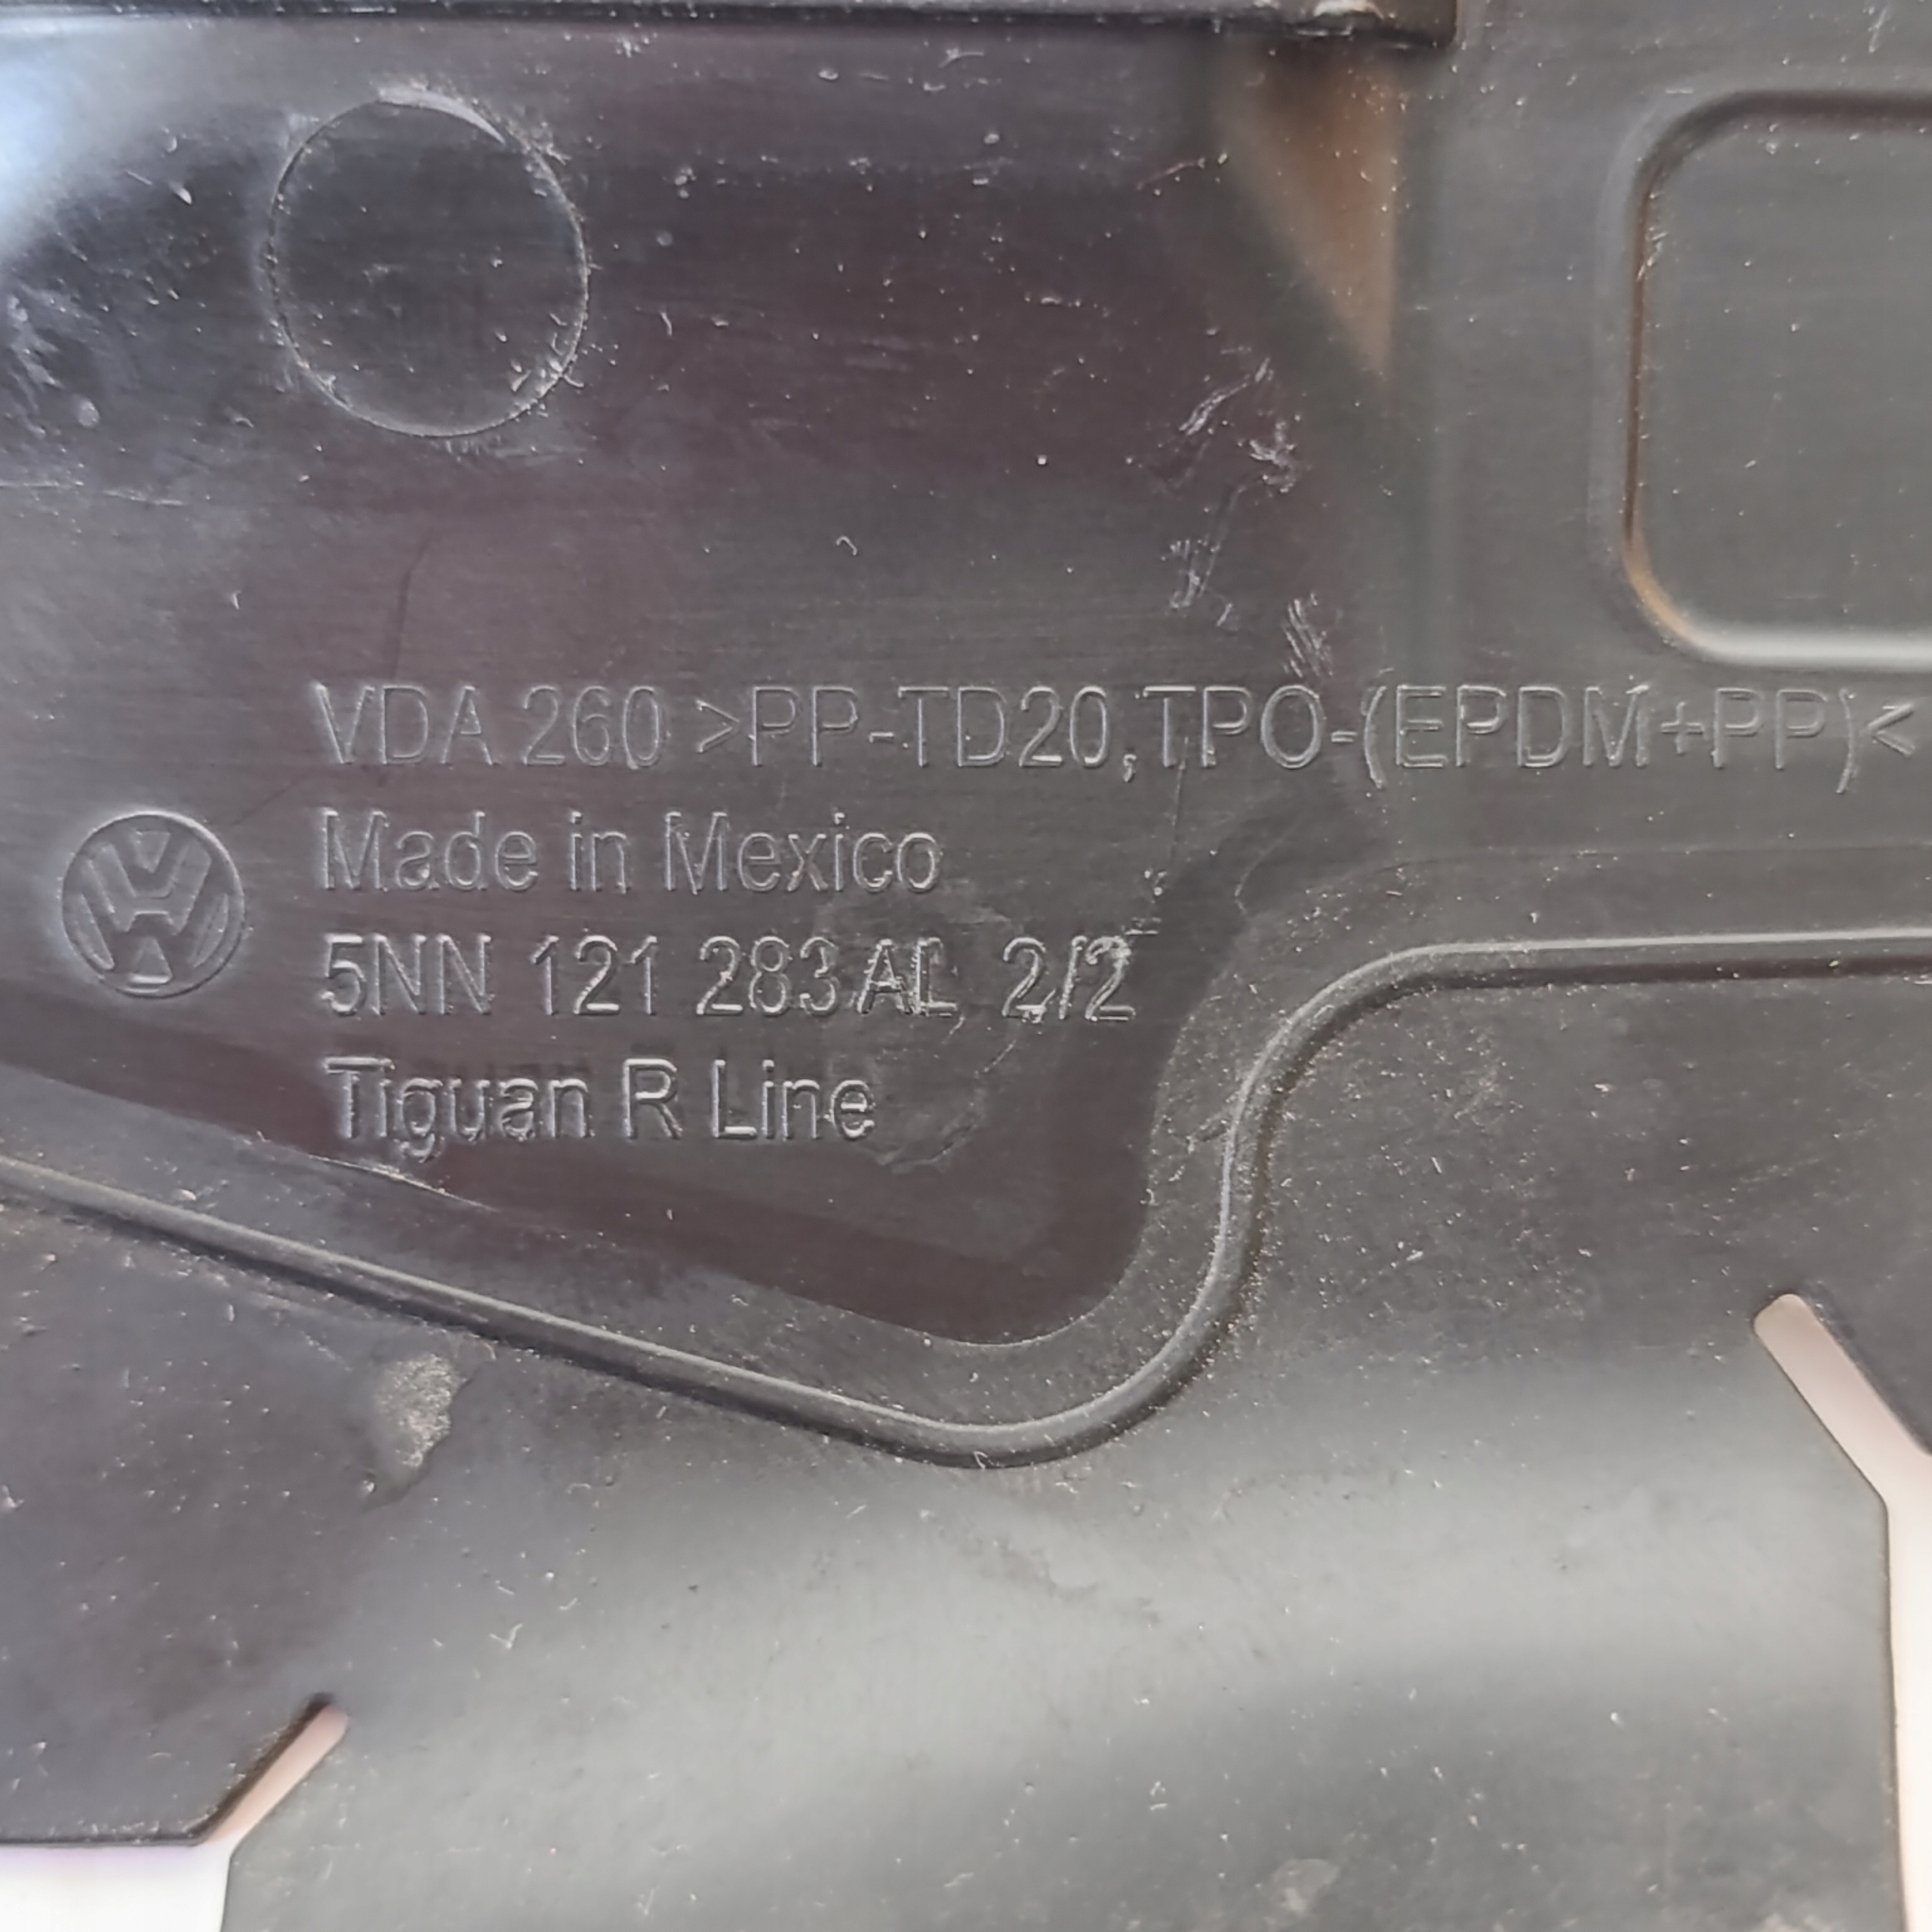 VDA 260 >PP-TD20,TPO-(EPDM+PP)<
Made in Mexico
5NN 121 283 AL 2/2
Tiguan R Line